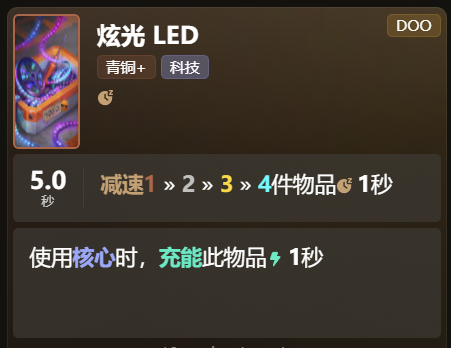 炫光 LED
DOO
青铜+ 科技
5.0
秒
减速1 » 2 » 3 » 4件物品 1秒
使用核心时，充能此物品 1秒